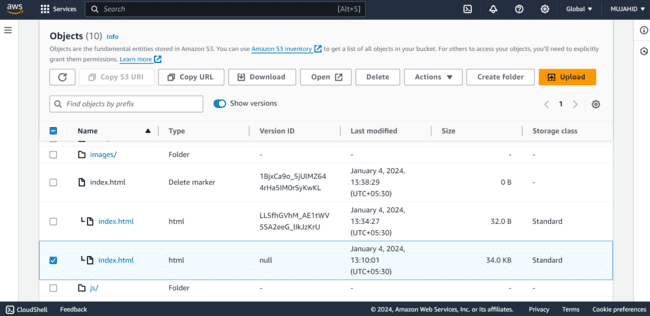 aws
Services
Search
[Alt+S]
Global
MUJAHID
Objects (10) Info
Objects are the fundamental entities stored in Amazon S3. You can use Amazon S3 inventory to get a list of all objects in your bucket. For others to access your objects, you'll need to explicitly
grant them permissions. Learn more
Copy S3 URI
Copy URL
Download
Open
Delete
Actions
Create folder
Upload
Find objects by prefix
Show versions
1
Name Type Version ID Last modified Size Storage class
images/ Folder - - - -
index.html Delete marker
January 4, 2024,
13:38:29
(UTC+05:30)
0 B -
index.html html
January 4, 2024,
13:34:27
(UTC+05:30)
32.0 B Standard
index.html html null
January 4, 2024,
13:10:01
(UTC+05:30)
34.0 KB Standard
js/ Folder - - - -
CloudShell Feedback © 2024, Amazon Web Services, Inc. or its affiliates. Privacy Terms Cookie preferences